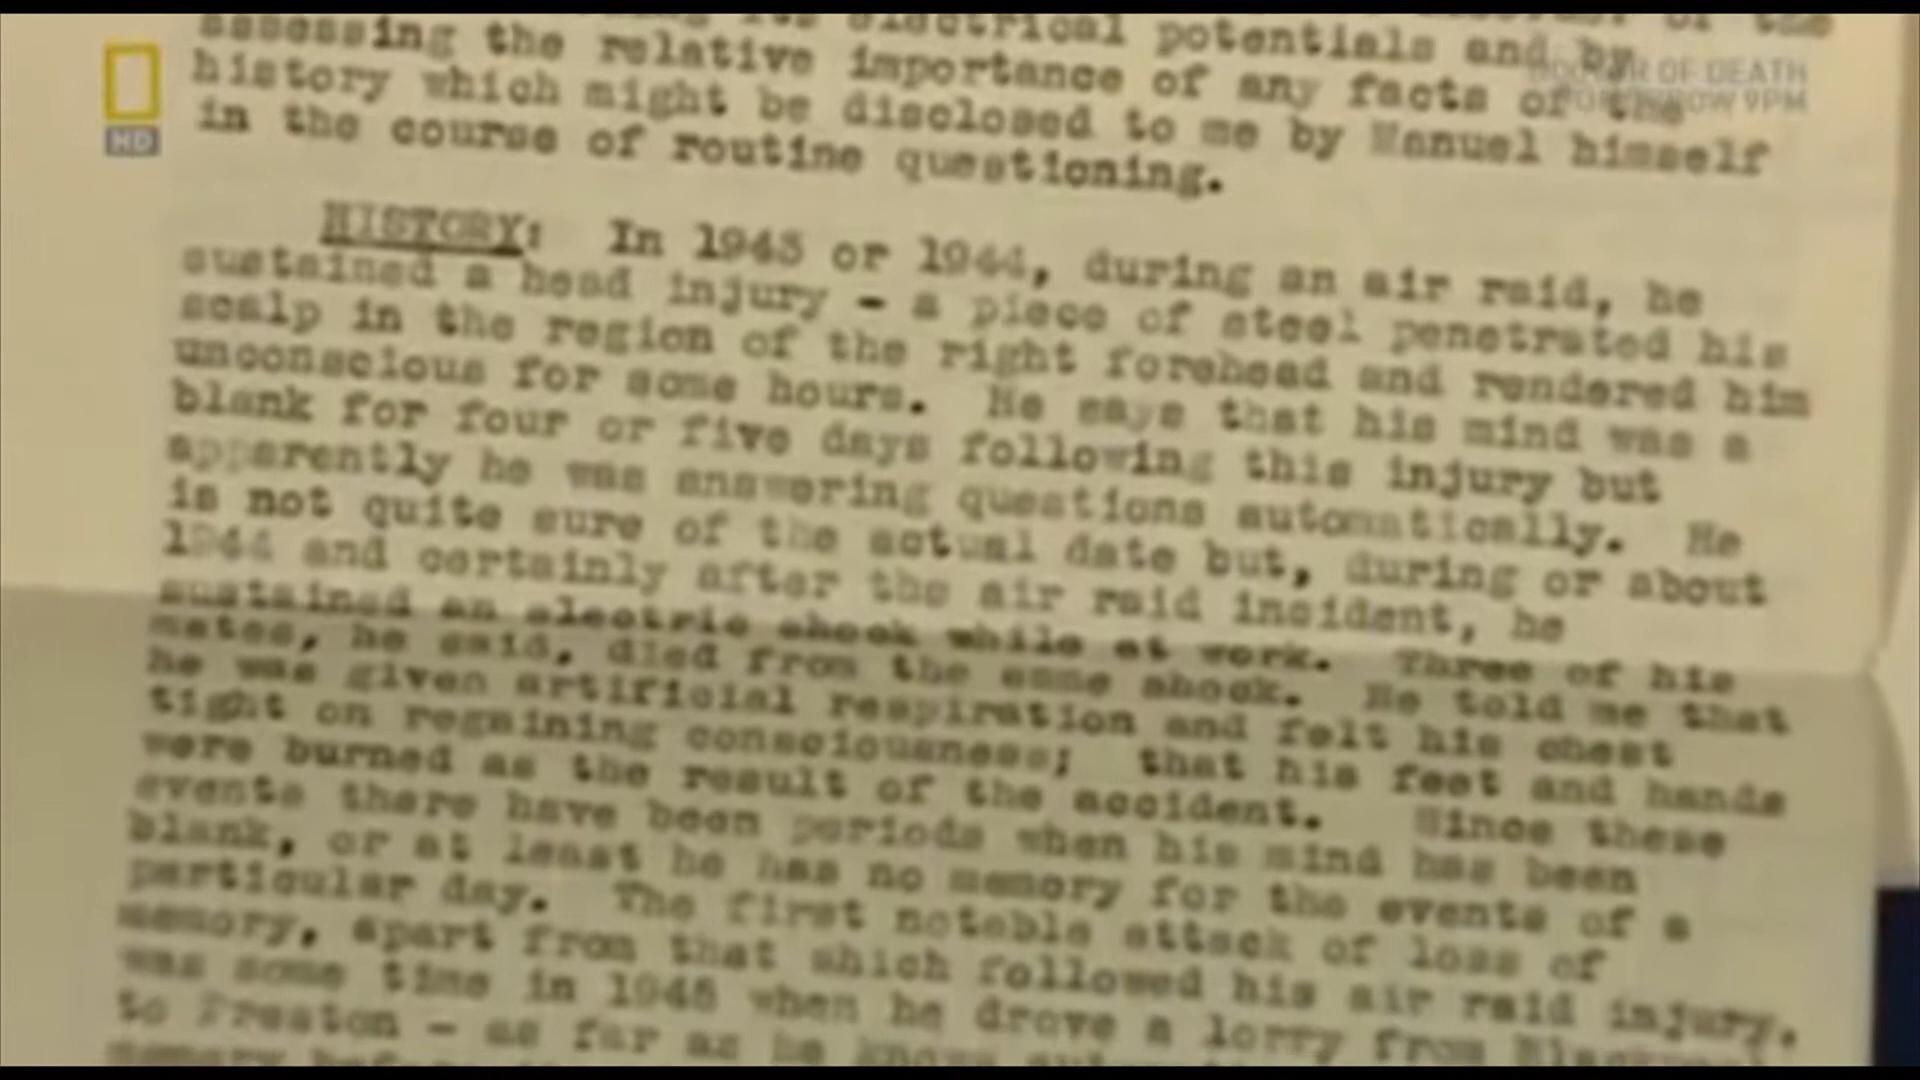 electrical potentials and by
assessing the relative importance of any facts of the
history which might be disclosed to me by Manuel himself
in the course of routine questioning.
HISTORY: In 1943 or 1944, during an air raid, he
sustained a head injury - a piece of steel penetrated his
scalp in the region of the right forehead and rendered him
unconscious for some hours. He says that his mind was a
blank for four or five days following this injury but
apparently he was answering questions automatically. He
is not quite sure of the actual date but, during or about
1944 and certainly after the air raid incident, he
sustained an electric shock while at work. Three of his
mates, he said, died from the same shock. He told me that
he was given artificial respiration and felt his chest
tight on regaining consciousness; that his feet and hands
were burned as the result of the accident. Since these
events there have been periods when his mind has been
blank, or at least he has no memory for the events of a
particular day. The first notable attack of loss of
memory, apart from that which followed his air raid injury,
was some time in 1945 when he drove a lorry from
to Preston - as far as he knows
memory
HD
OF DEATH
TOMORROW 9PM